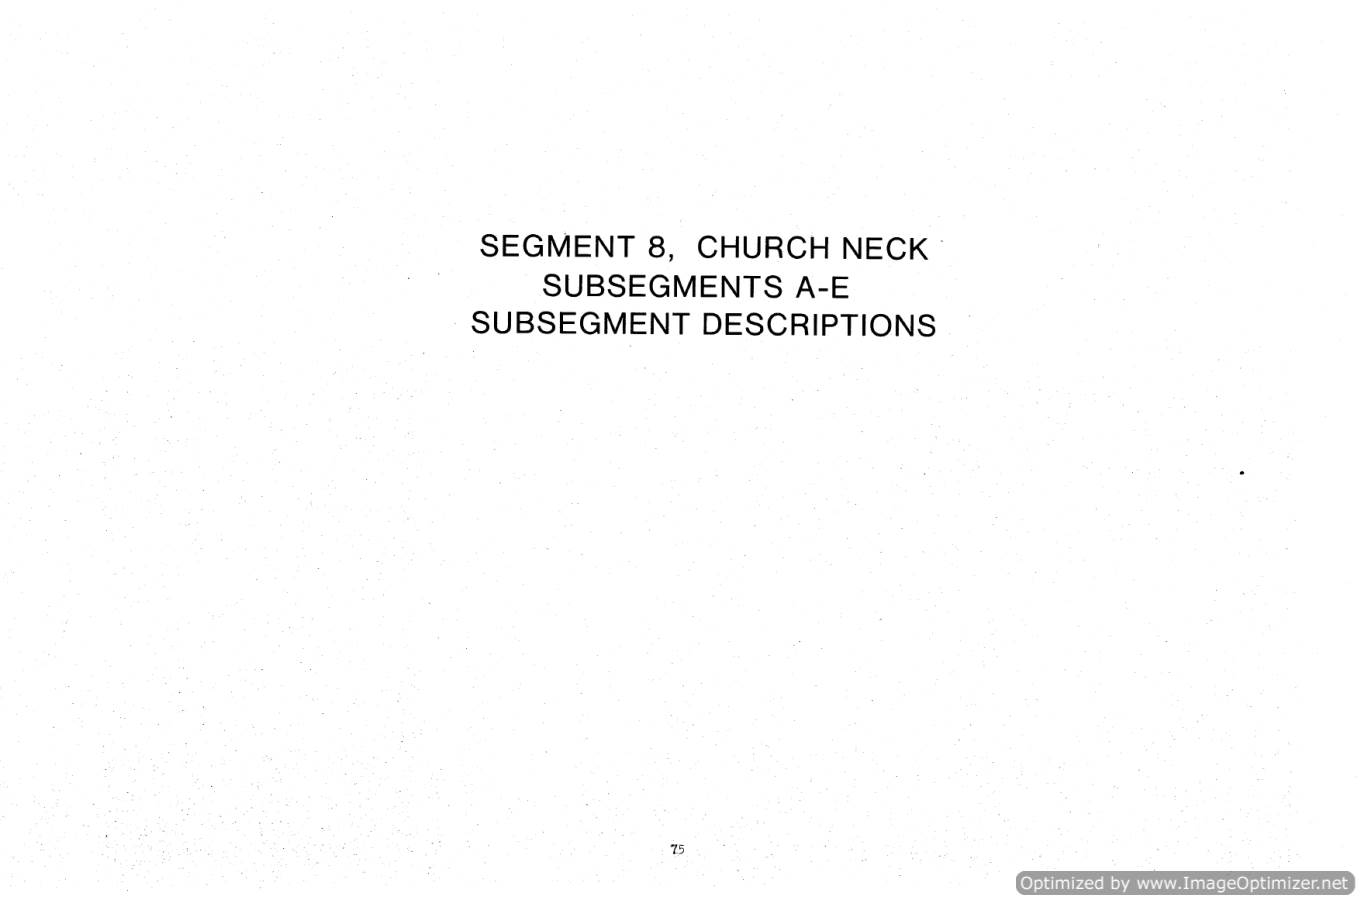 SEGMENT 8, CHURCH NECK
SUBSEGMENTS A-E
SUBSEGMENT DESCRIPTIONS
75
Optimized by www.ImageOptimizer.net